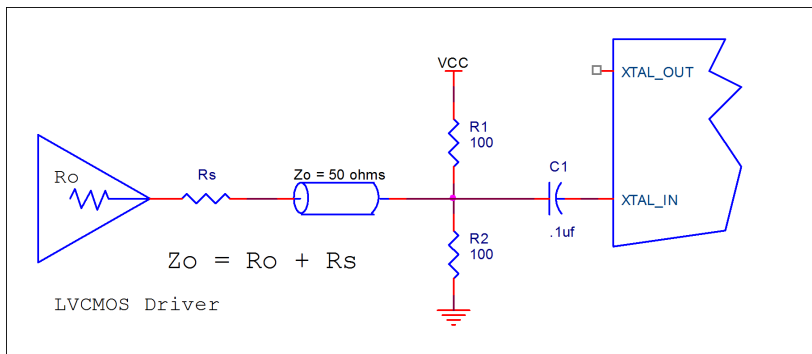 VCC
XTAL_OUT
R1
100
Ro
Rs
Zo = 50 ohms
C1
XTAL_IN
.1uf
R2
100
Zo = Ro + Rs
LVCMOS Driver